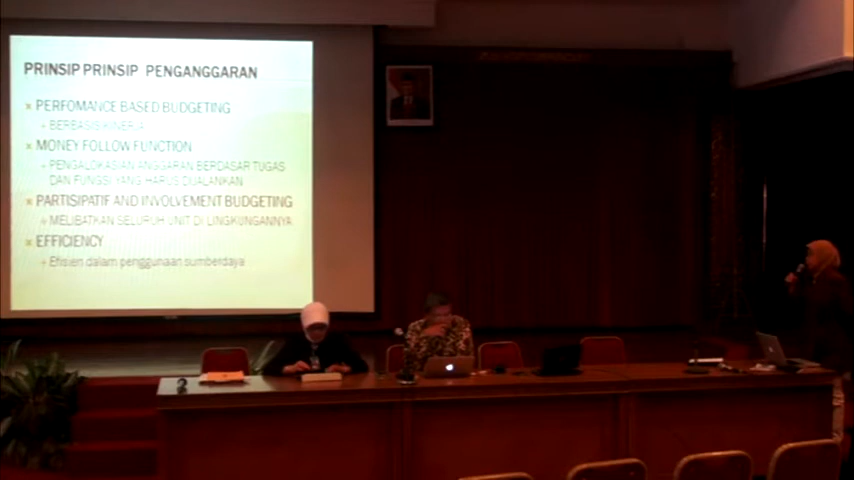 PRINSIP PRINSIP PENGANGGARAN
PERFOMANCE BASED BUDGETING
BERBASIS KINERJA
MONEY FOLLOW FUNCTION
PENGALOKASIAN ANGGARAN BERDASAR TUGAS
DAN FUNGSI YANG HARUS DIJALANKAN
PARTISIPATIF AND INVOLVEMENT BUDGETING
MELIBATKAN SELURUH UNIT DI LINGKUNGANNYA
EFFICIENCY
Efisien dalam penggunaan sumberdaya